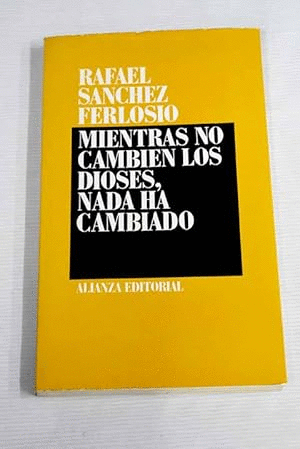 RAFAEL
SANCHEZ
FERLOSIO
MIENTRAS NO
CAMBIEN LOS
DIOSES,
NADA HA
CAMBIADO
ALIANZA EDITORIAL